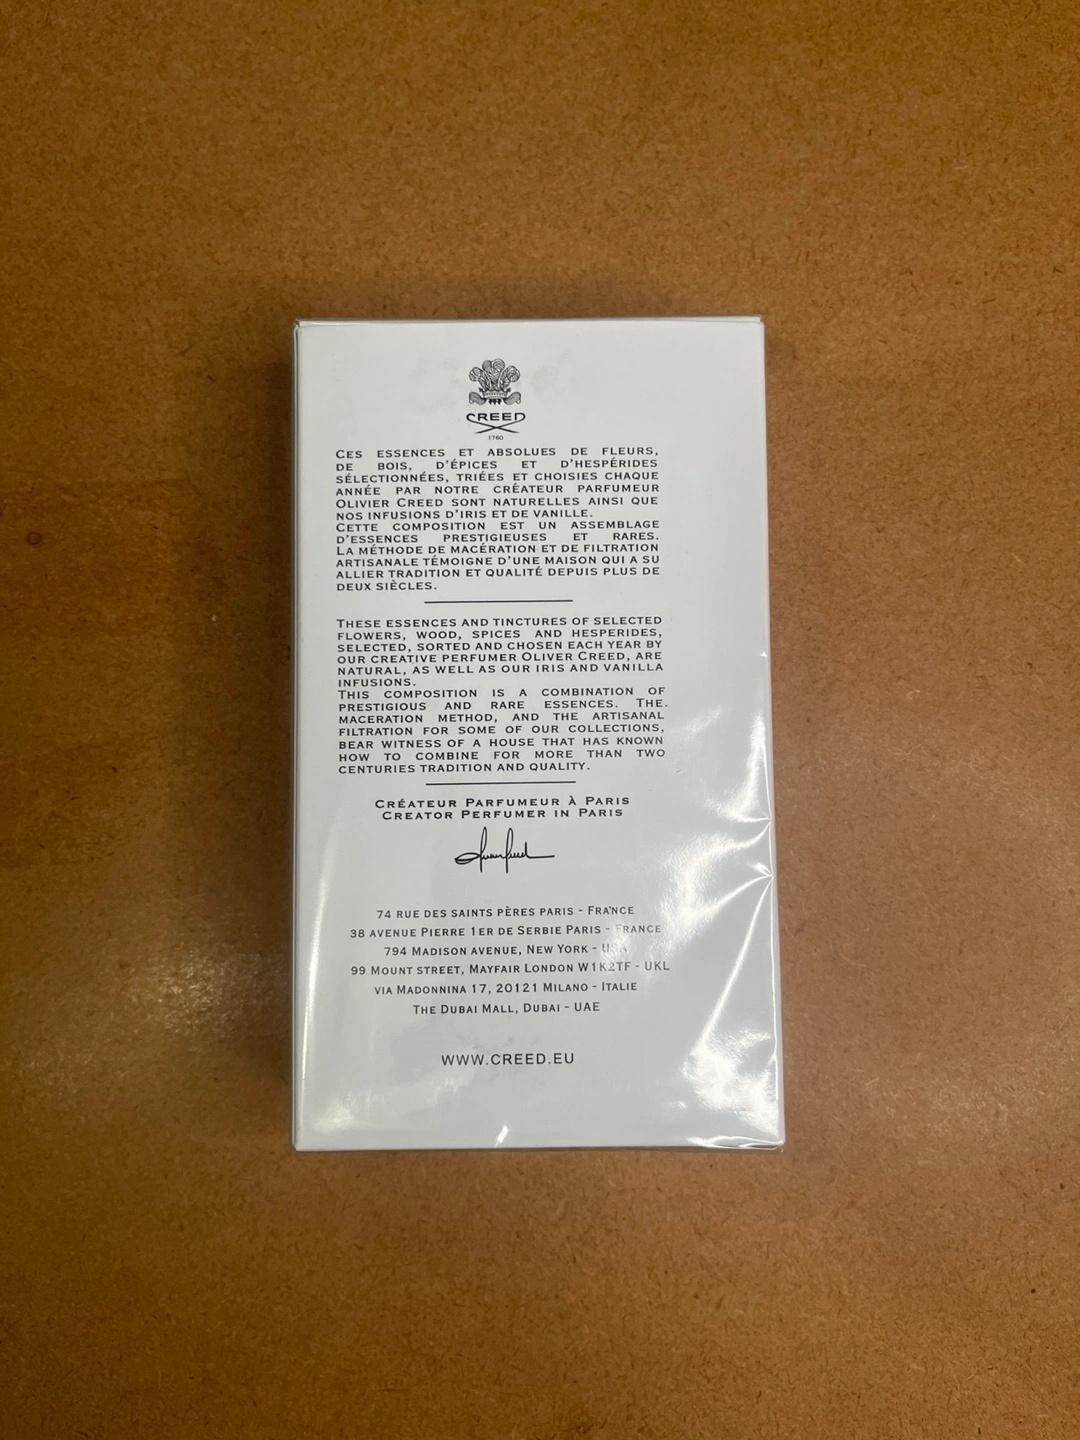 CREED
1760
CES ESSENCES ET ABSOLUES DE FLEURS,
DE BOIS, D'ÉPICES ET D'HESPÉRIDES
SÉLECTIONNÉES, TRIÉES ET CHOISIES CHAQUE
ANNÉE PAR NOTRE CRÉATEUR PARFUMEUR
OLIVIER CREED SONT NATURELLES AINSI QUE
NOS INFUSIONS D'IRIS ET DE VANILLE.
CETTE COMPOSITION EST UN ASSEMBLAGE
D'ESSENCES PRESTIGIEUSES ET RARES.
LA MÉTHODE DE MACÉRATION ET DE FILTRATION
ARTISANALE TÉMOIGNE D'UNE MAISON QUI A SU
ALLIER TRADITION ET QUALITÉ DEPUIS PLUS DE
DEUX SIÈCLES.
THESE ESSENCES AND TINCTURES OF SELECTED
FLOWERS, WOOD, SPICES AND HESPERIDES,
SELECTED, SORTED AND CHOSEN EACH YEAR BY
OUR CREATIVE PERFUMER OLIVER CREED, ARE
NATURAL, AS WELL AS OUR IRIS AND VANILLA
INFUSIONS.
THIS COMPOSITION IS A COMBINATION OF
PRESTIGIOUS AND RARE ESSENCES. THE.
MACERATION METHOD, AND THE ARTISANAL
FILTRATION FOR SOME OF OUR COLLECTIONS,
BEAR WITNESS OF A HOUSE THAT HAS KNOWN
HOW TO COMBINE FOR MORE THAN TWO
CENTURIES TRADITION AND QUALITY.
CRÉATEUR PARFUMEUR À PARIS
CREATOR PERFUMER IN PARIS
74 RUE DES SAINTS PÈRES PARIS - FRANCE
38 AVENUE PIERRE 1ER DE SERBIE PARIS - FRANCE
794 MADISON AVENUE, NEW YORK - USA
99 MOUNT STREET, MAYFAIR LONDON W1K2TF - UKL
VIA MADONNINA 17, 20121 MILANO - ITALIE
THE DUBAI MALL, DUBAI - UAE
WWW.CREED.EU